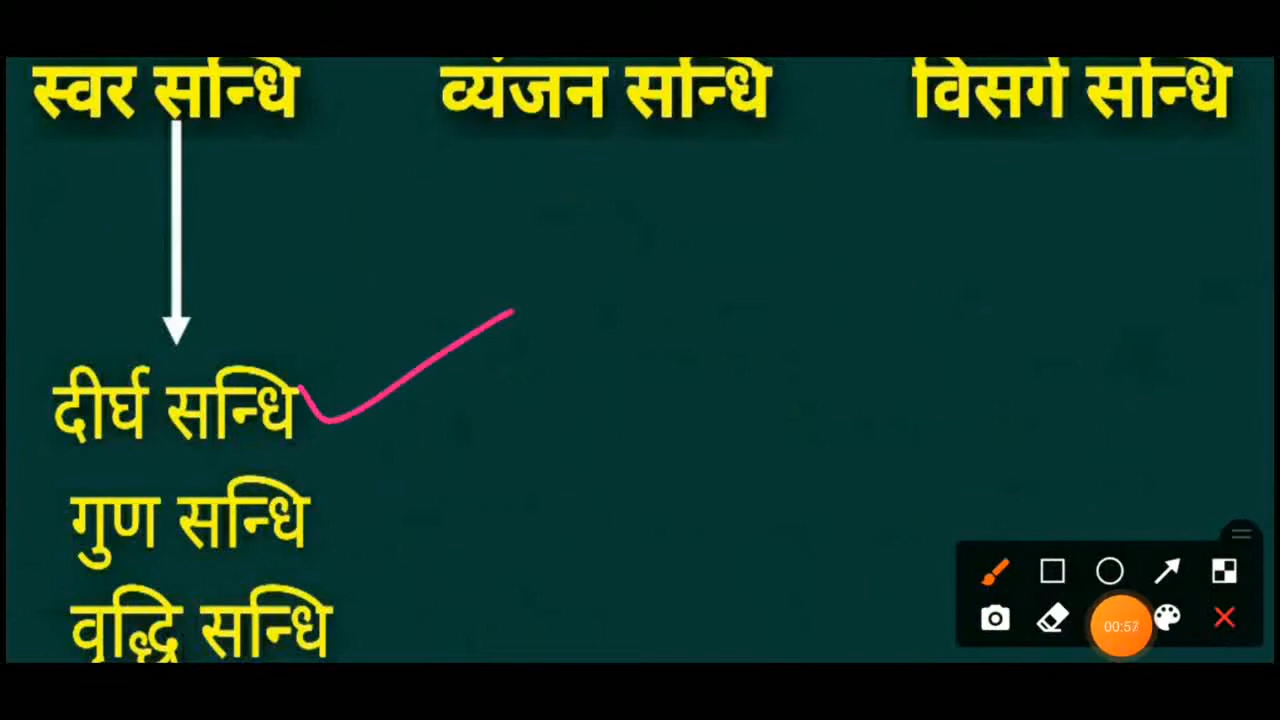 स्वर सन्धि व्यंजन सन्धि विसर्ग सन्धि
दीर्घ सन्धि
गुण सन्धि
वृद्धि सन्धि
00:57